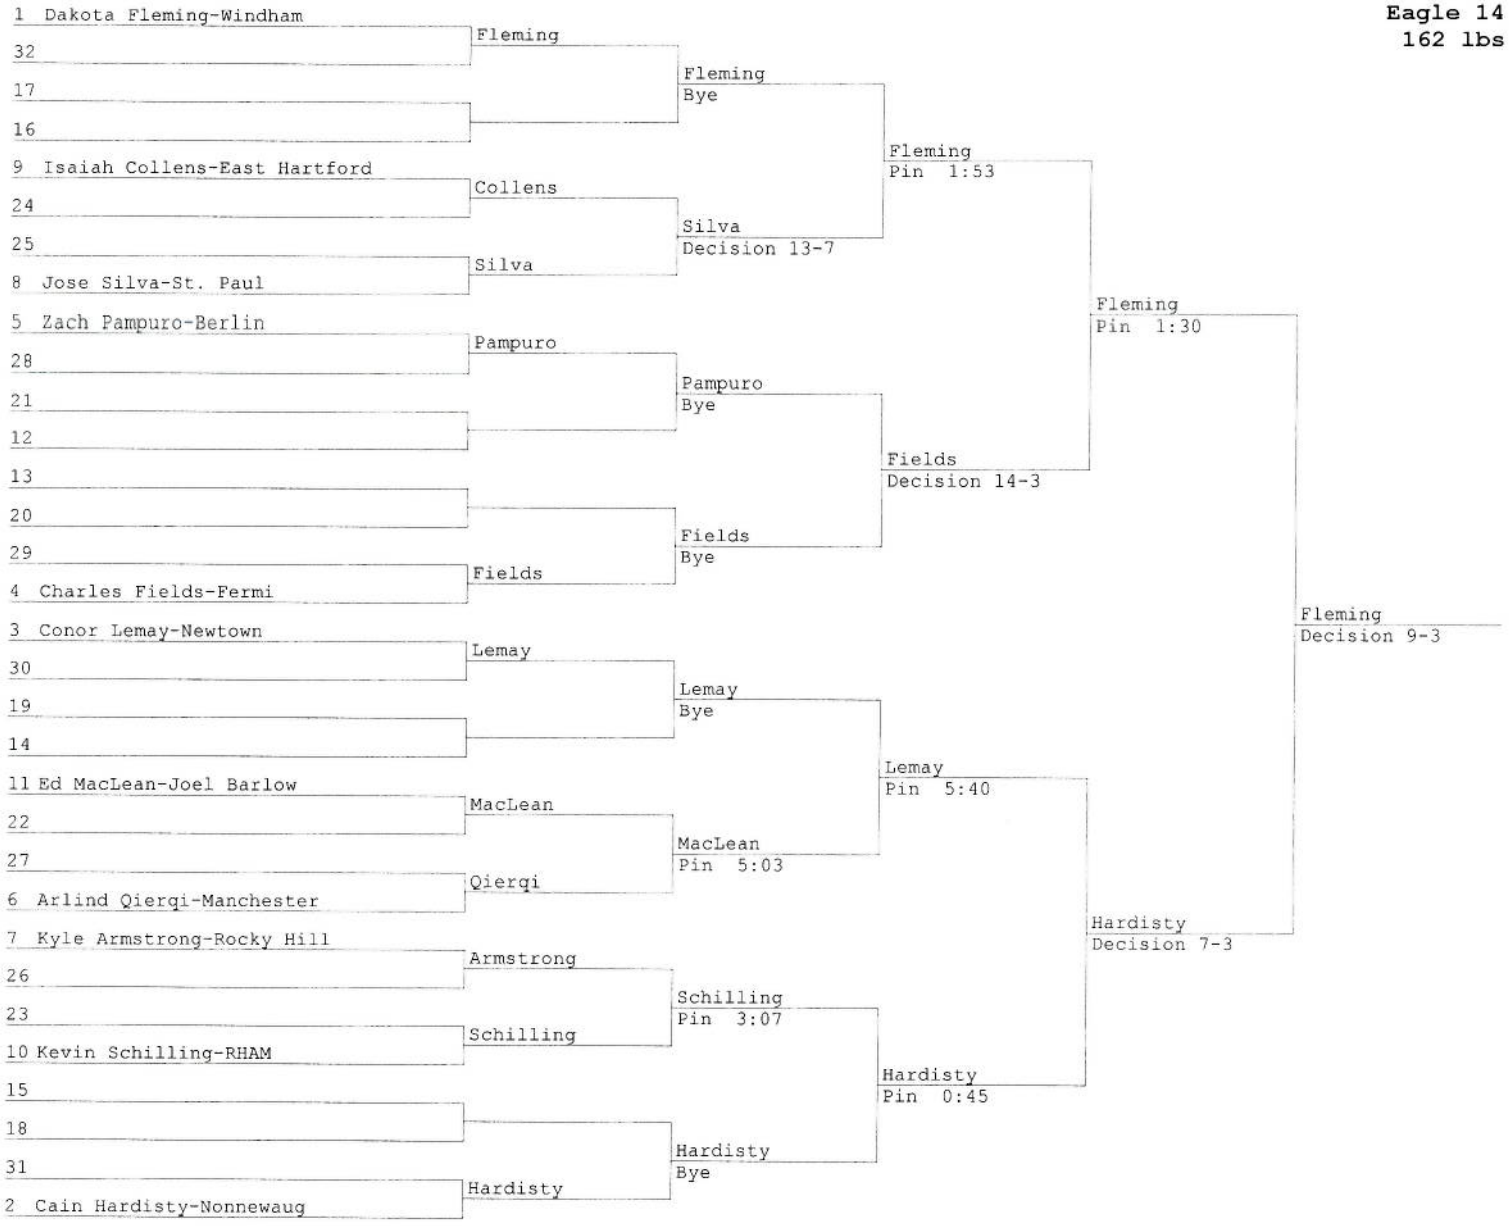 Eagle 14
162 lbs
1 Dakota Fleming-Windham
32
17
16
9 Isaiah Collens-East Hartford
24
25
8 Jose Silva-St. Paul
5 Zach Pampuro-Berlin
28
21
12
13
20
29
4 Charles Fields-Fermi
3 Conor Lemay-Newtown
30
19
14
11 Ed MacLean-Joel Barlow
22
27
6 Arlind Qierqi-Manchester
7 Kyle Armstrong-Rocky Hill
26
23
10 Kevin Schilling-RHAM
15
18
31
2 Cain Hardisty-Nonnewaug
Fleming
Collens
Silva
Pampuro
Fields
Lemay
MacLean
Qierqi
Armstrong
Schilling
Hardisty
Fleming
Bye
Silva
Decision 13-7
Pampuro
Bye
Fields
Bye
Lemay
Bye
MacLean
Pin 5:03
Schilling
Pin 3:07
Hardisty
Bye
Fleming
Pin 1:53
Fields
Decision 14-3
Lemay
Pin 5:40
Hardisty
Pin 0:45
Fleming
Pin 1:30
Hardisty
Decision 7-3
Fleming
Decision 9-3